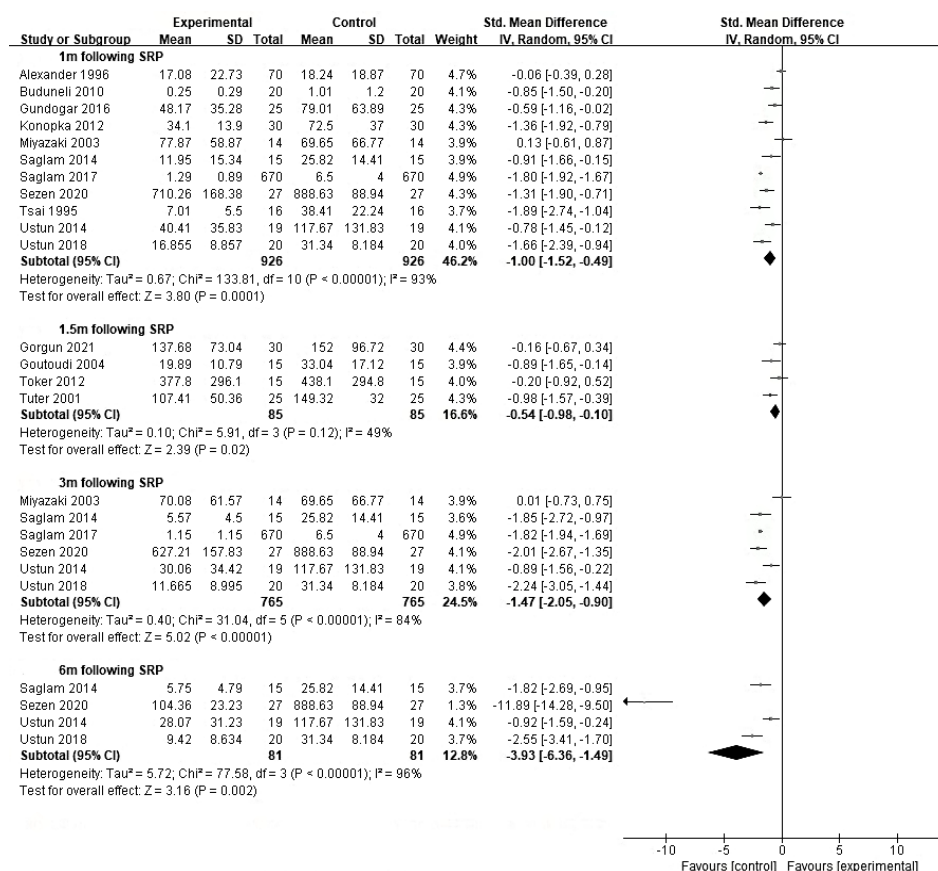 Experimental Control Std. Mean Difference Std. Mean Difference
Study or Subgroup Mean SD Total Mean SD Total Weight IV, Random, 95% CI IV, Random, 95% CI
1m following SRP
Alexander 1996 17.08 22.73 70 18.24 18.87 70 4.7% -0.06 [-0.39, 0.28]
Buduneli 2010 0.25 0.29 20 1.01 1.2 20 4.1% -0.85 [-1.50, -0.20]
Gundogar 2016 48.17 35.28 25 79.01 63.89 25 4.3% -0.59 [-1.16, -0.02]
Konopka 2012 34.1 13.9 30 72.5 37 30 4.3% -1.36 [-1.92, -0.79]
Miyazaki 2003 77.87 58.87 14 69.65 66.77 14 4.0% 0.13 [-0.61, 0.87]
Saglam 2014 11.95 15.34 15 25.82 14.41 15 3.9% -0.91 [-1.66, -0.15]
Saglam 2017 1.29 0.89 670 6.5 4 670 4.8% -1.80 [-1.92, -1.67]
Sezen 2020 710.26 168.38 27 888.63 88.94 27 4.2% -1.31 [-1.90, -0.71]
Tsai 1995 7.01 5.5 16 38.41 22.24 16 3.7% -1.89 [-2.74, -1.04]
Ustun 2014 40.41 35.83 19 117.67 131.83 19 4.1% -0.78 [-1.45, -0.12]
Ustun 2018 16.855 8.857 20 31.34 8.184 20 4.0% -1.66 [-2.39, -0.94]
Subtotal (95% CI) 926 926 46.2% -1.00 [-1.52, -0.49]
Heterogeneity: Tau² = 0.67; Chi² = 133.81, df = 10 (P < 0.00001); I² = 93%
Test for overall effect: Z = 3.80 (P = 0.0001)
1.5m following SRP
Gorgun 2021 137.68 73.04 30 152 96.72 30 4.4% -0.16 [-0.67, 0.34]
Goutoudi 2004 19.89 10.79 15 33.04 17.12 15 3.9% -0.89 [-1.65, -0.14]
Toker 2012 377.8 296.1 15 438.1 294.8 15 4.0% -0.20 [-0.92, 0.52]
Tuter 2001 107.41 50.36 25 149.32 32 25 4.2% -0.98 [-1.57, -0.39]
Subtotal (95% CI) 85 85 16.6% -0.54 [-0.98, -0.10]
Heterogeneity: Tau² = 0.10; Chi² = 5.91, df = 3 (P = 0.12); I² = 49%
Test for overall effect: Z = 2.39 (P = 0.02)
3m following SRP
Miyazaki 2003 70.08 61.57 14 69.65 66.77 14 3.9% 0.01 [-0.73, 0.75]
Saglam 2014 5.57 4.5 15 25.82 14.41 15 3.6% -1.85 [-2.72, -0.97]
Saglam 2017 1.15 1.15 670 6.5 4 670 4.8% -1.82 [-1.94, -1.69]
Sezen 2020 627.21 157.83 27 888.63 88.94 27 4.1% -2.01 [-2.67, -1.35]
Ustun 2014 30.06 34.42 19 117.67 131.83 19 4.1% -0.89 [-1.56, -0.22]
Ustun 2018 11.665 8.995 20 31.34 8.184 20 3.8% -2.24 [-3.05, -1.44]
Subtotal (95% CI) 765 765 24.5% -1.47 [-2.05, -0.90]
Heterogeneity: Tau² = 0.40; Chi² = 31.04, df = 5 (P < 0.00001); I² = 84%
Test for overall effect: Z = 5.02 (P < 0.00001)
6m following SRP
Saglam 2014 5.75 4.79 15 25.82 14.41 15 3.7% -1.82 [-2.69, -0.95]
Sezen 2020 104.36 23.23 27 888.63 88.94 27 1.3% -11.89 [-14.28, -9.50]
Ustun 2014 28.07 31.23 19 117.67 131.83 19 4.1% -0.92 [-1.59, -0.24]
Ustun 2018 9.42 8.634 20 31.34 8.184 20 3.7% -2.55 [-3.41, -1.70]
Subtotal (95% CI) 81 81 12.8% -3.93 [-6.36, -1.49]
Heterogeneity: Tau² = 5.72; Chi² = 77.58, df = 3 (P < 0.00001); I² = 96%
Test for overall effect: Z = 3.16 (P = 0.002)
-10 -5 0 5 10
Favours [control] Favours [experimental]